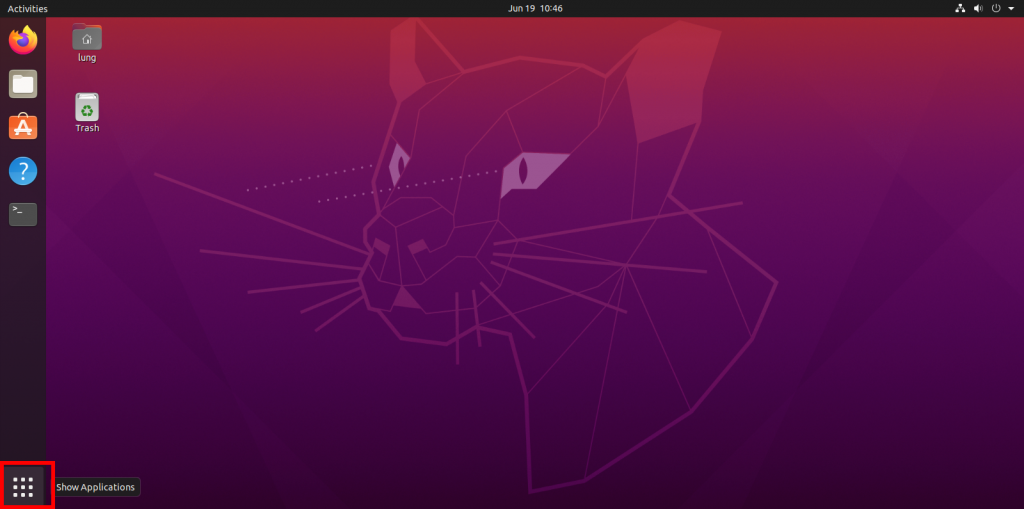 Activities
Jun 19 10:46
lung
Trash
?
>_
Show Applications